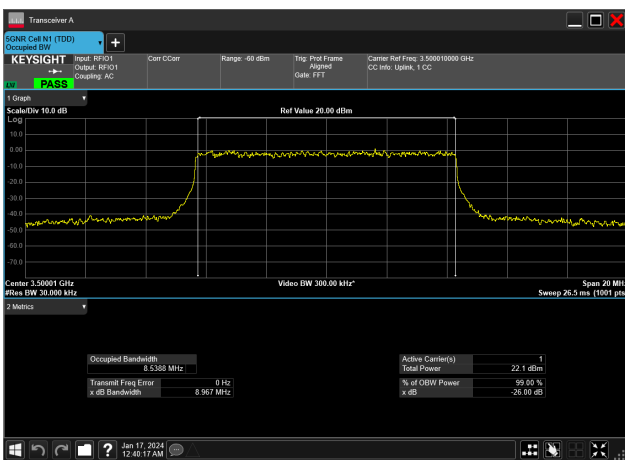 Transceiver A
5GNR Cell N1 (TDD)
Occupied BW
KEYSIGHT
LW
PASS
Input: RFIO1
Output: RFIO1
Coupling: AC
Corr CCorr
Range: -60 dBm
Trig: Prot Frame
Aligned
Gate: FFT
Carrier Ref Freq: 3.500010000 GHz
CC Info: Uplink, 1 CC
1 Graph
Scale/Div 10.0 dB
Ref Value 20.00 dBm
Log
10.0
0.00
-10.0
-20.0
-30.0
-40.0
-50.0
-60.0
-70.0
Center 3.50001 GHz
Video BW 300.00 kHz*
Span 20 MHz
#Res BW 30.000 kHz
Sweep 26.5 ms (1001 pts
2 Metrics
Occupied Bandwidth
8.5388 MHz
Transmit Freq Error 0 Hz
x dB Bandwidth 8.967 MHz
Active Carrier(s) 1
Total Power 22.1 dBm
% of OBW Power 99.00 %
x dB -26.00 dB
?
Jan 17, 2024
12:40:17 AM